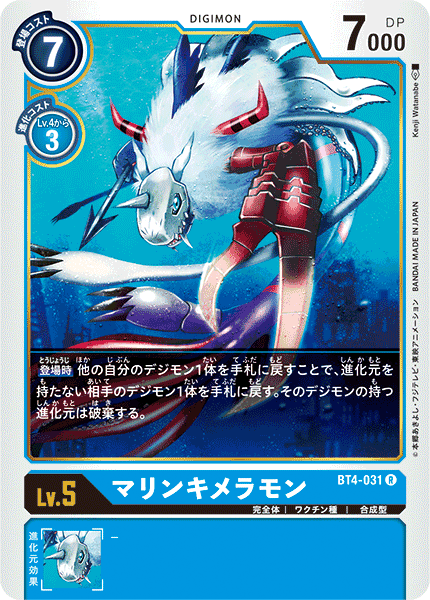 登場コスト
7
DIGIMON
7000
DP
進化コスト
Lv.4から
3
Kenji Watanabe
©本郷あきよし・フジテレビ・東映アニメーション BANDAI MADE IN JAPAN
登場時 他の自分のデジモン1体を手札に戻すことで、進化元を
持たない相手のデジモン1体を手札に戻す。そのデジモンの持つ
進化元は破棄する。
BT4-031 R
Lv.5
マリンキメラモン
完全体 | ワクチン種 | 合成型
進化元効果
–